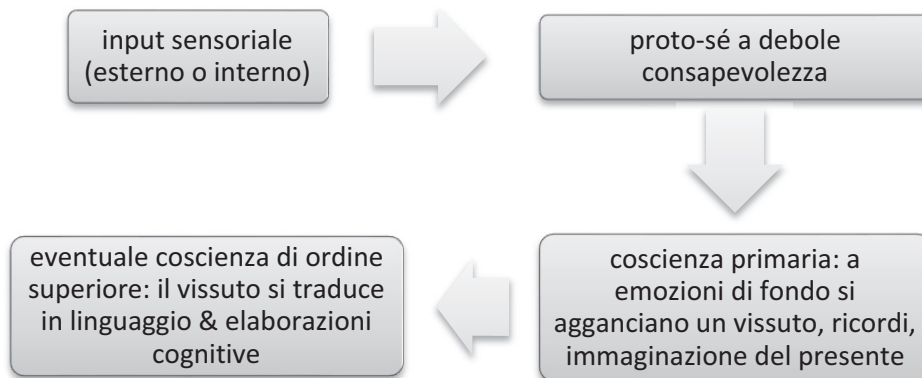 input sensoriale
(esterno o interno)
proto-sé a debole
consapevolezza
coscienza primaria: a
emozioni di fondo si
agganciano un vissuto, ricordi,
immaginazione del presente
eventuale coscienza di ordine
superiore: il vissuto si traduce
in linguaggio & elaborazioni
cognitive